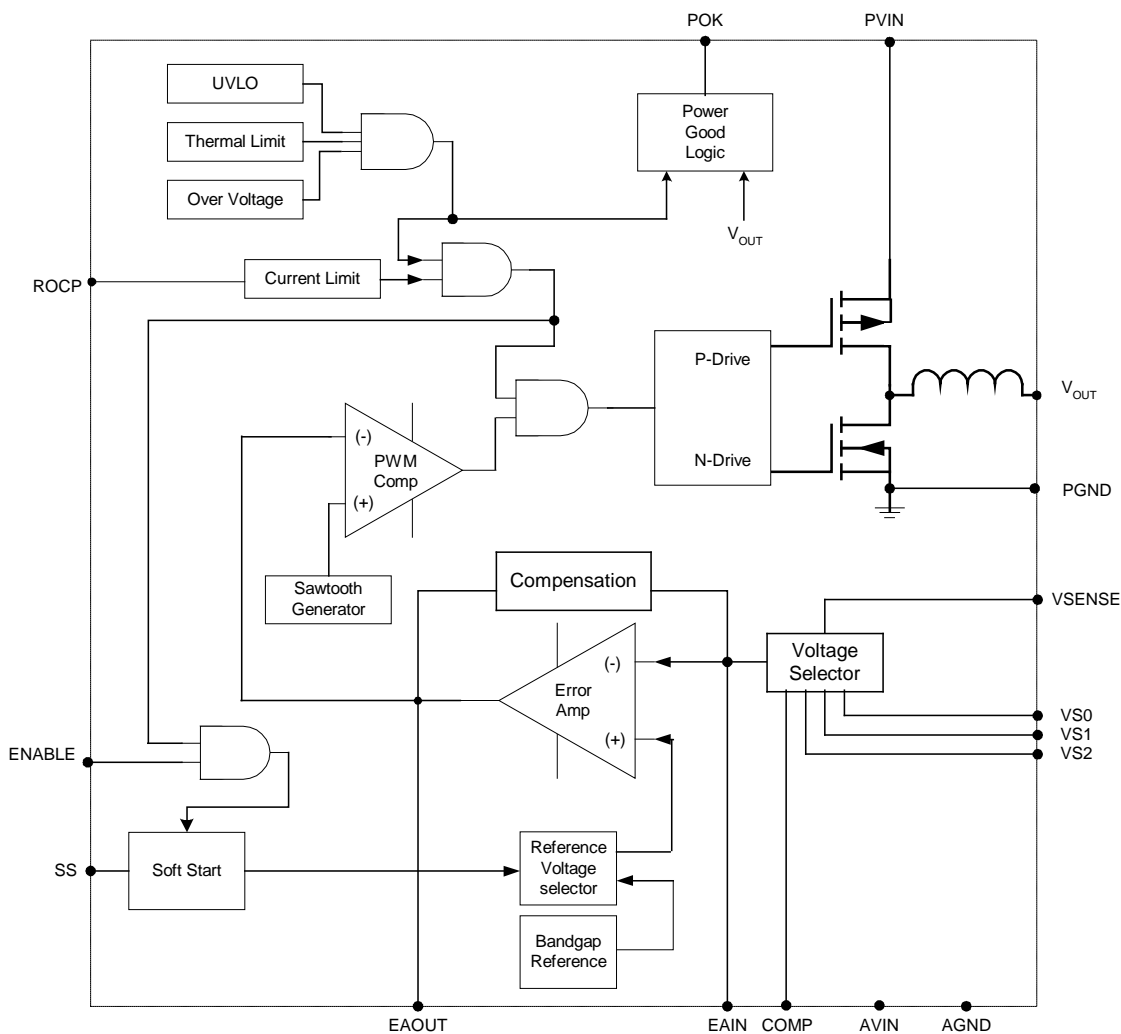 POK
PVIN
UVLO
Thermal Limit
Over Voltage
Power
Good
Logic
V_OUT
ROCP
Current Limit
P-Drive
N-Drive
V_OUT
PGND
(-)
PWM
Comp
(+)
Sawtooth
Generator
Compensation
VSENSE
Voltage
Selector
(-)
Error
Amp
(+)
VS0
VS1
VS2
ENABLE
SS
Soft Start
Reference
Voltage
selector
Bandgap
Reference
EAOUT
EAIN
COMP
AVIN
AGND